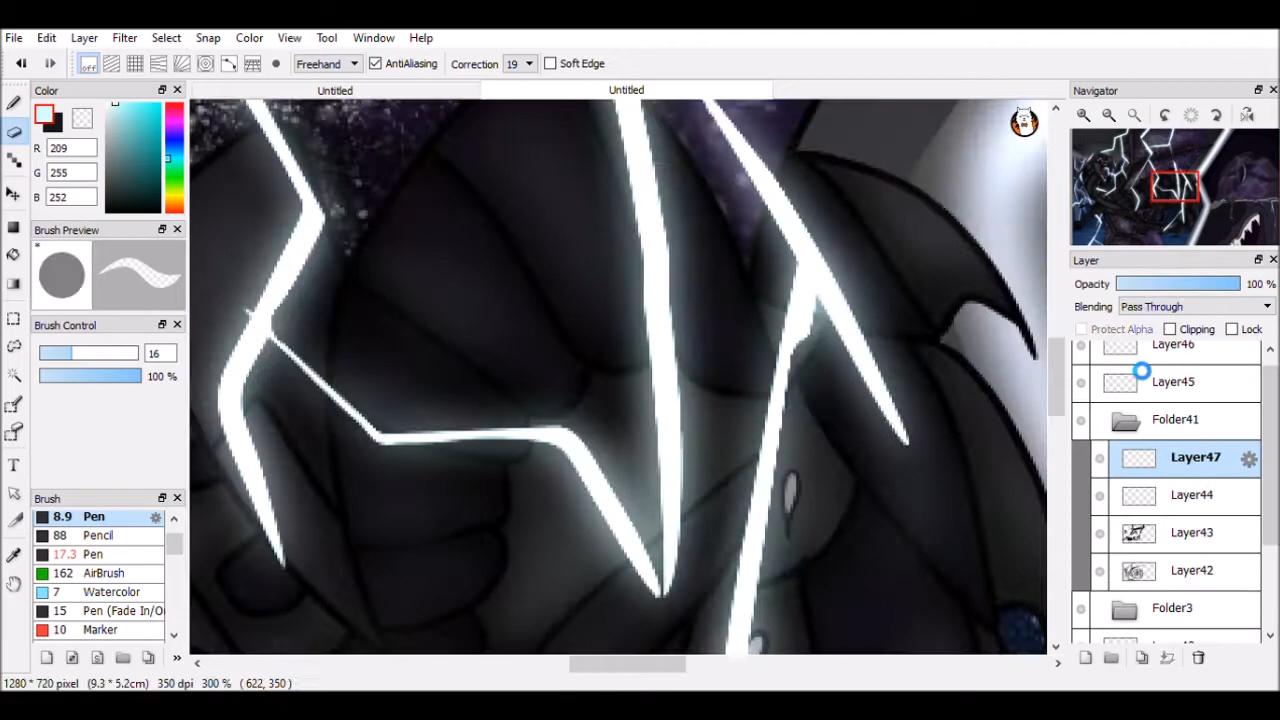 File Edit Layer Filter Select Snap Color View Tool Window Help
off Freehand AntiAliasing Correction 19 Soft Edge
Color
Untitled
Untitled
Navigator
R 209
G 255
B 252
Brush Preview
*
Brush Control
16
100 %
Brush
8.9 Pen
88 Pencil
17.3 Pen
162 AirBrush
7 Watercolor
15 Pen (Fade In/O
10 Marker
Layer
Opacity 100 %
Blending Pass Through
Protect Alpha Clipping Lock
Layer46
Layer45
Folder41
Layer47
Layer44
Layer43
Layer42
Folder3
1280 * 720 pixel (9.3 * 5.2cm) 350 dpi 300 % ( 622, 350 )